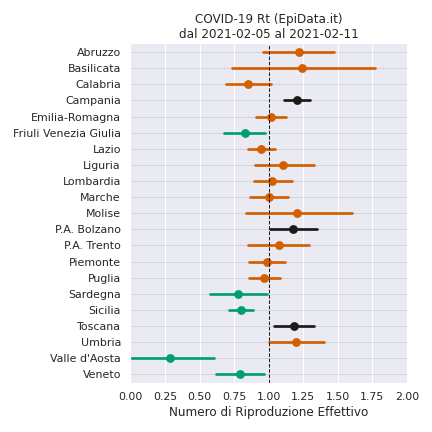 COVID-19 Rt (EpiData.it)
dal 2021-02-05 al 2021-02-11
Abruzzo
Basilicata
Calabria
Campania
Emilia-Romagna
Friuli Venezia Giulia
Lazio
Liguria
Lombardia
Marche
Molise
P.A. Bolzano
P.A. Trento
Piemonte
Puglia
Sardegna
Sicilia
Toscana
Umbria
Valle d'Aosta
Veneto
0.00 0.25 0.50 0.75 1.00 1.25 1.50 1.75 2.00
Numero di Riproduzione Effettivo